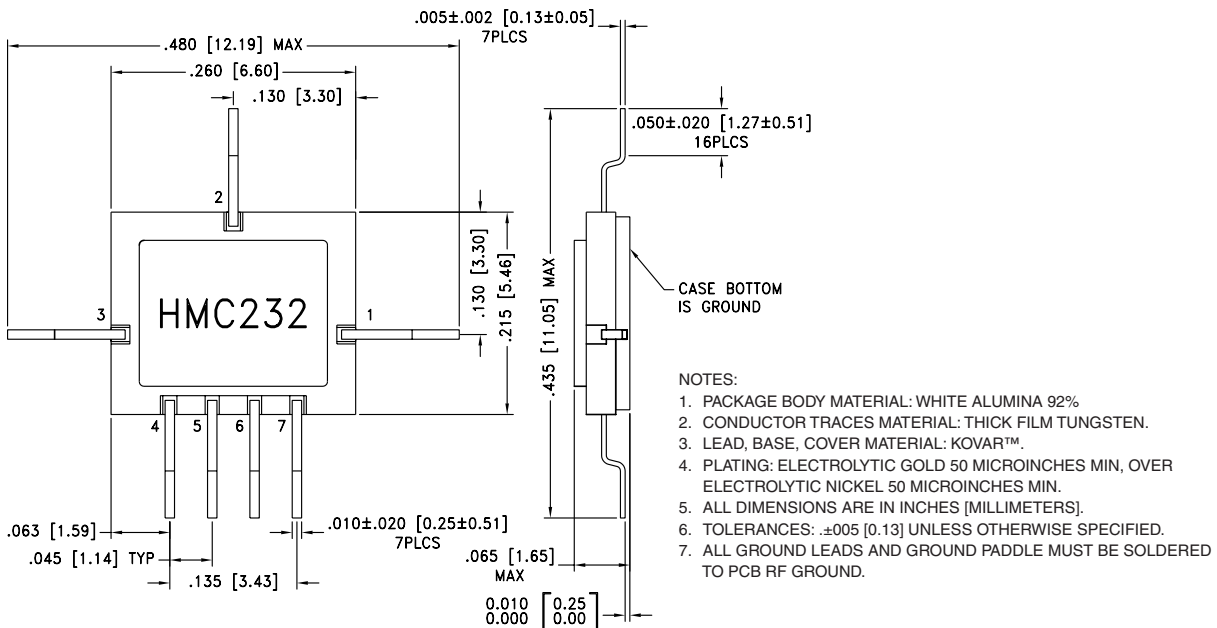 .005±.002 [0.13±0.05]
7PLCS
.480 [12.19] MAX
.260 [6.60]
.130 [3.30]
.050±.020 [1.27±0.51]
16PLCS
2
3
HMC232
1
.130 [3.30]
.215 [5.46]
.435 [11.05] MAX
CASE BOTTOM
IS GROUND
4 5 6 7
.063 [1.59]
.045 [1.14] TYP
.135 [3.43]
.010±.020 [0.25±0.51]
7PLCS
.065 [1.65]
MAX
0.010 [0.25]
0.000 [0.00]
NOTES:
1. PACKAGE BODY MATERIAL: WHITE ALUMINA 92%
2. CONDUCTOR TRACES MATERIAL: THICK FILM TUNGSTEN.
3. LEAD, BASE, COVER MATERIAL: KOVAR™.
4. PLATING: ELECTROLYTIC GOLD 50 MICROINCHES MIN, OVER
ELECTROLYTIC NICKEL 50 MICROINCHES MIN.
5. ALL DIMENSIONS ARE IN INCHES [MILLIMETERS].
6. TOLERANCES: .±005 [0.13] UNLESS OTHERWISE SPECIFIED.
7. ALL GROUND LEADS AND GROUND PADDLE MUST BE SOLDERED
TO PCB RF GROUND.